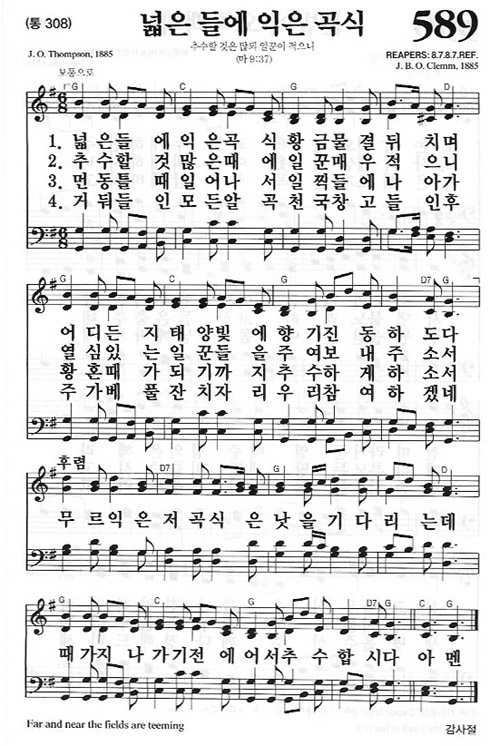 (통 308)
넓은 들에 익은 곡식
589
추수할 것은 많되 일꾼이 적으니
(마 9:37)
J. O. Thompson, 1885
REAPERS: 8.7.8.7.REF.
J. B. O. Clemm, 1885
보통으로
G C G D
1. 넓 은들 에 익 은곡 식 황 금물 결 뒤 치며
2. 추 수할 것 많 은때 에 일 꾼매 우 적 으니
3. 먼 동틀 때 일 어나 서 일 찍들 에 나 아가
4. 거 둬들 인 모 든알 곡 천 국창 고 들 인후
G C G D7 G
어 디든 지 태 양빛 에 향 기진 동 하 도다
열 심있 는 일 꾼들 을 주 여보 내 주 소서
황 혼때 가 되 기까 지 추 수하 게 하 소서
주 가베 풀 잔 치자 리 우 리참 여 하 겠네
후렴
G D7 G C G D
무 르익 은 저 곡식 은 낫 을 기 다 리 는데
G C G D7 G C G
때 가지 나 가 기전 에 어 서추 수 합 시다 아 멘
Far and near the fields are teeming
감사절